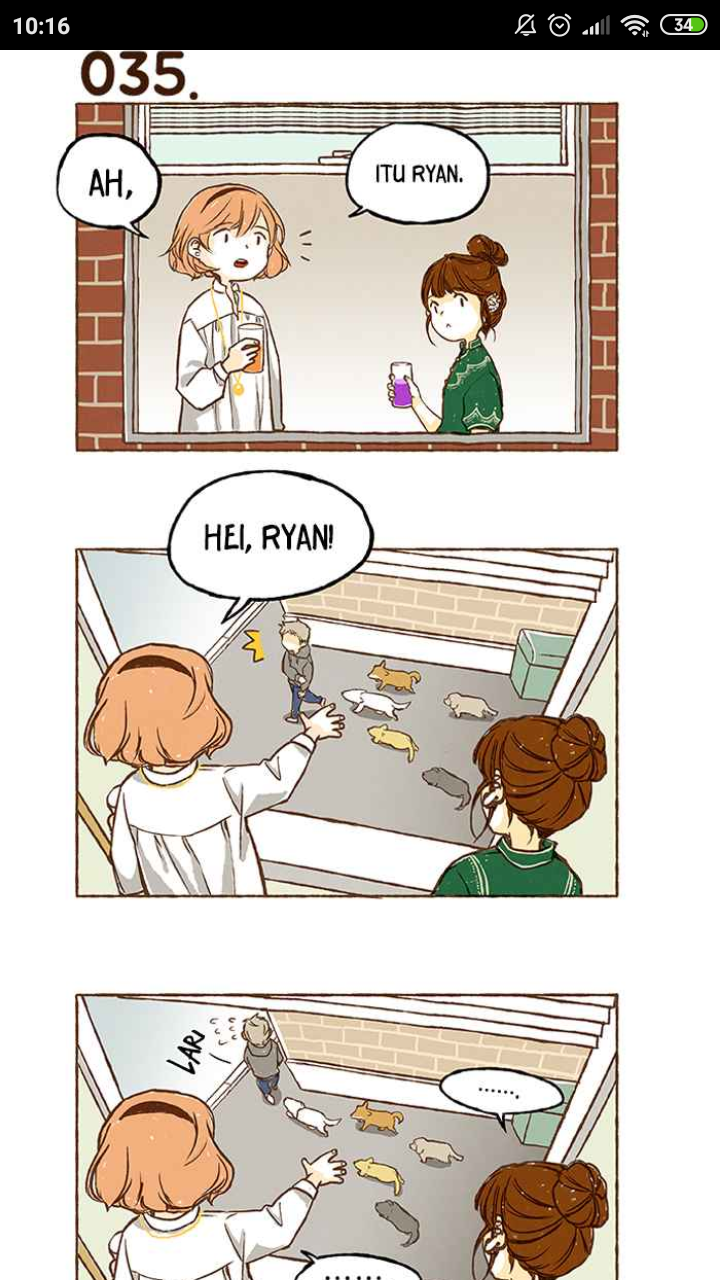 10:16
34
035.
AH,
ITU RYAN.
HEI, RYAN!
LARI
......
......